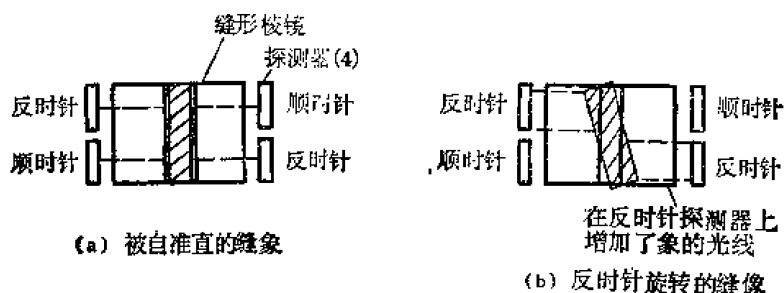 缝形棱镜
探测器(4)
反时针
顺时针
顺时针
反时针
(a) 被自准直的缝象
反时针
顺时针
顺时针
反时针
在反时针探测器上
增加了象的光线
(b) 反时针旋转的缝像